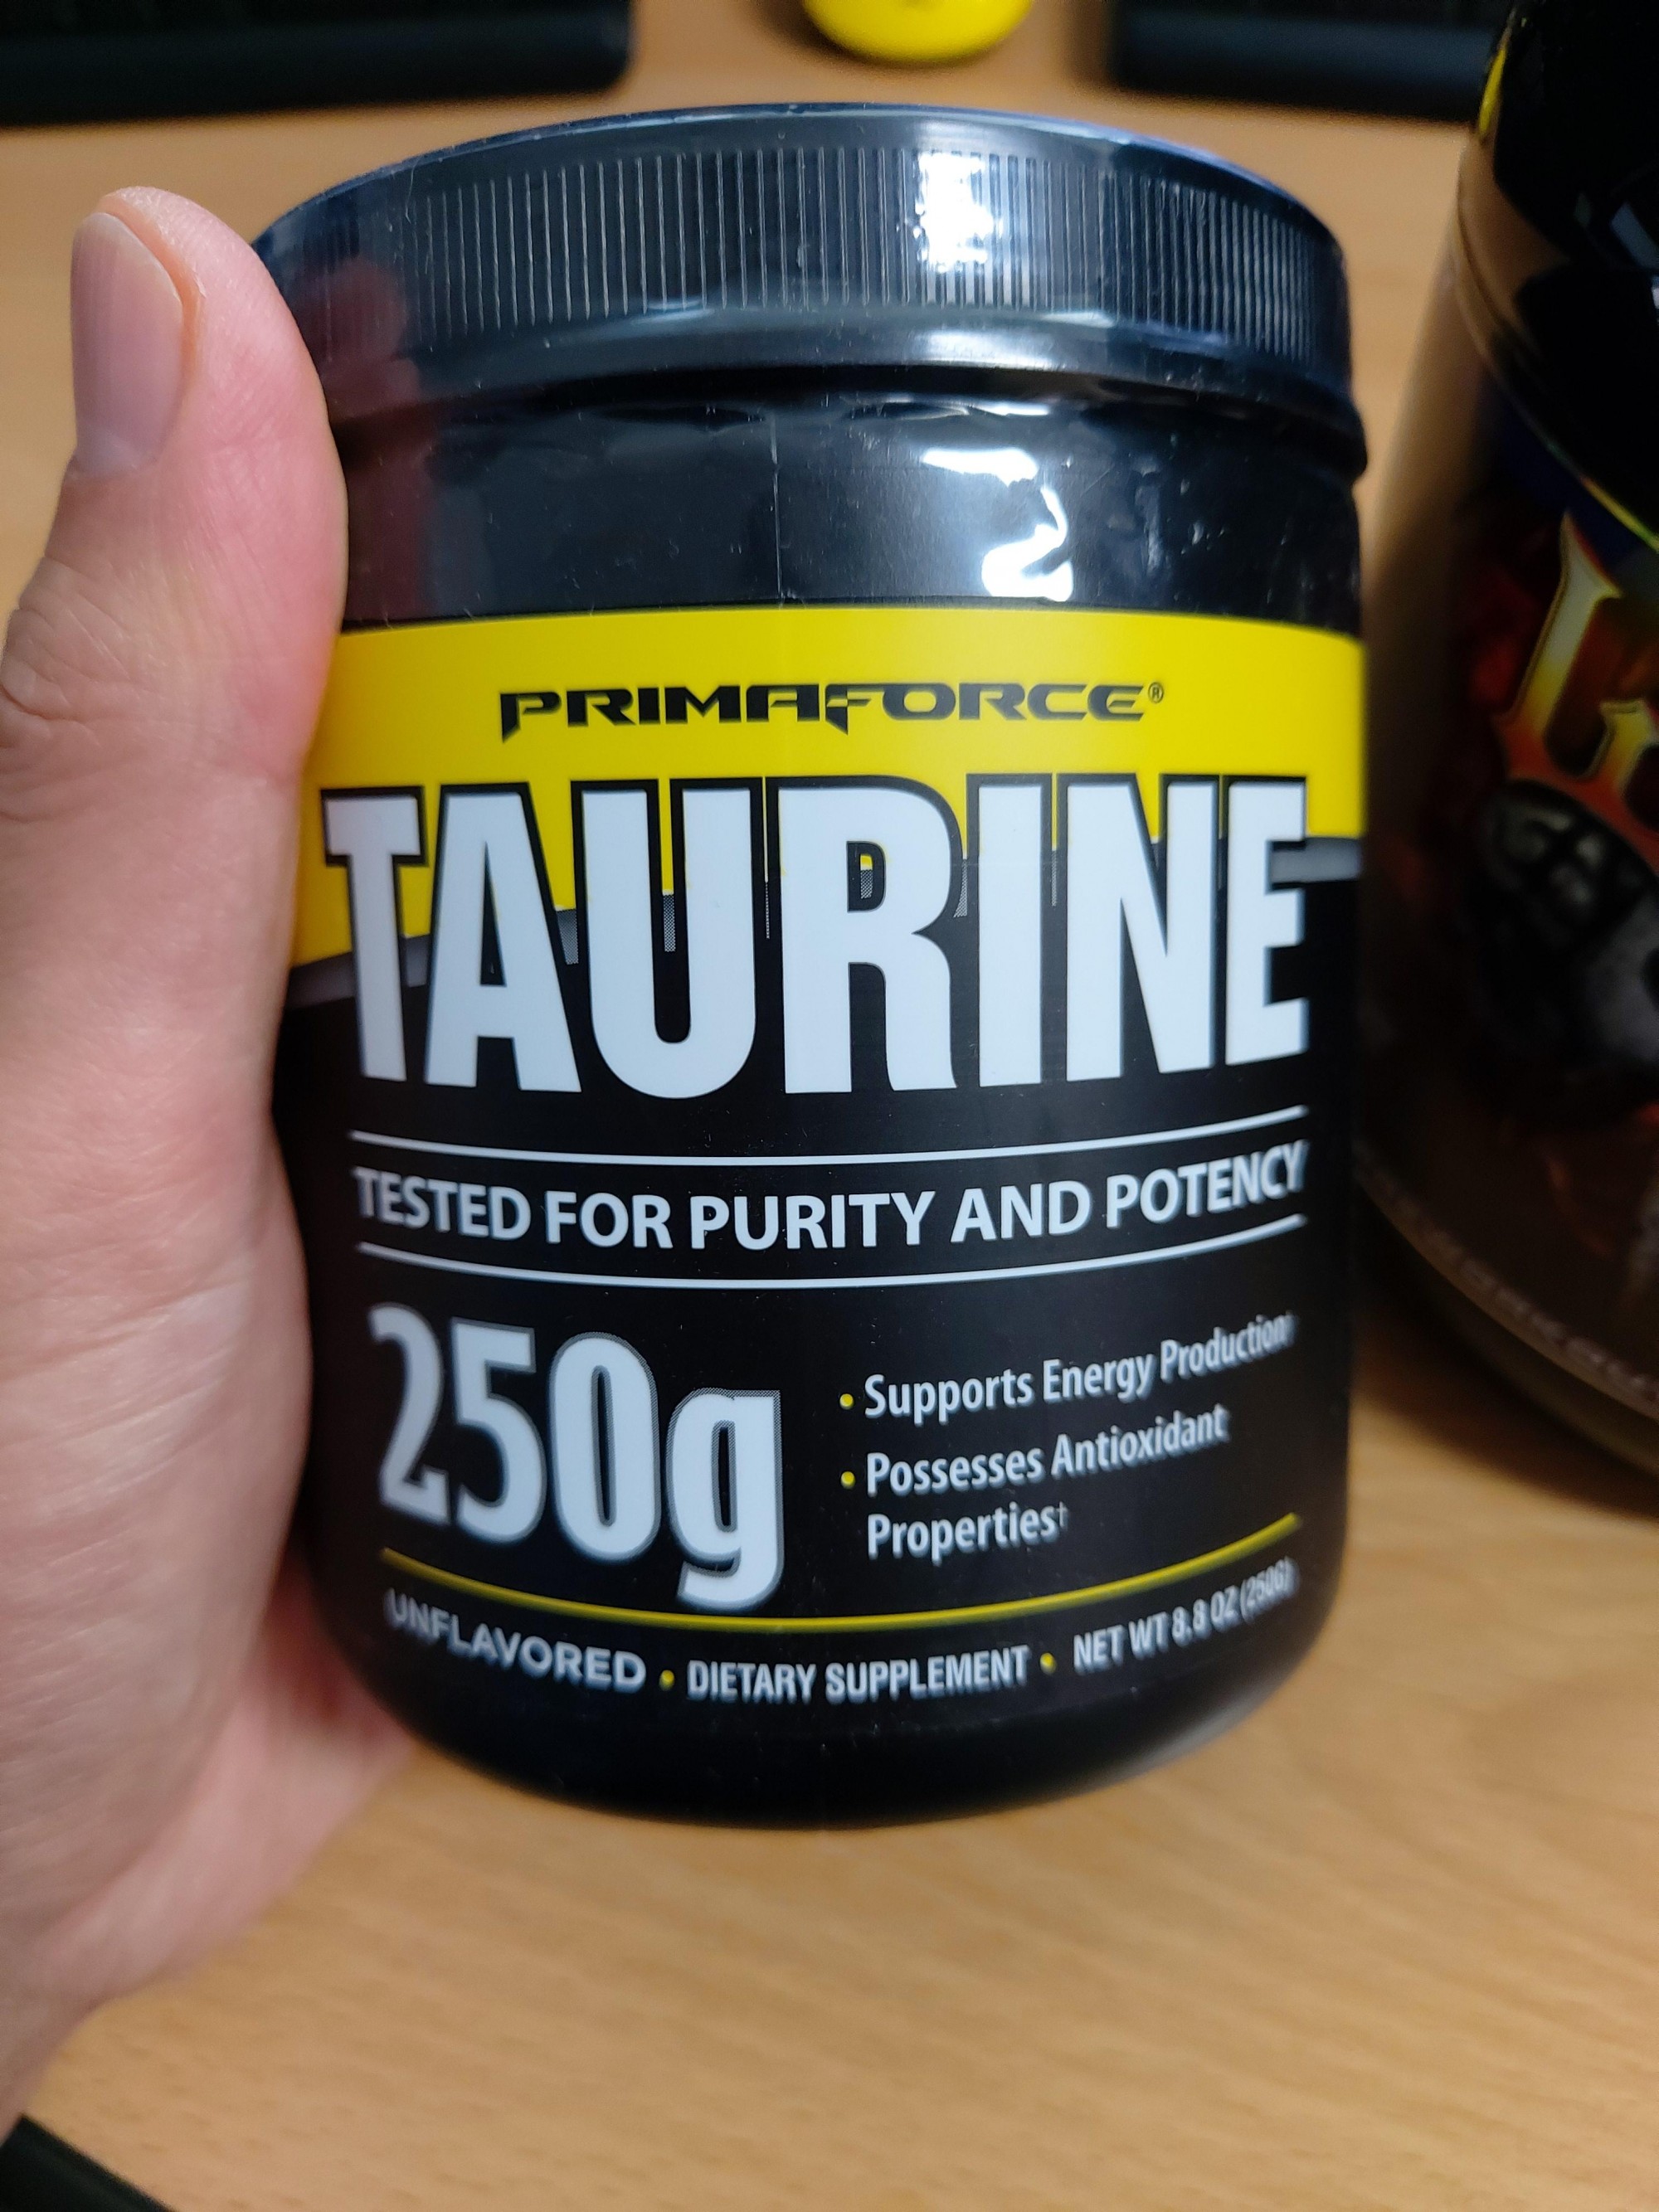 PRIMAFORCE®
TAURINE
TESTED FOR PURITY AND POTENCY
250g
• Supports Energy Production†
• Possesses Antioxidant
Properties†
UNFLAVORED • DIETARY SUPPLEMENT • NET WT 8.8 OZ (250G)